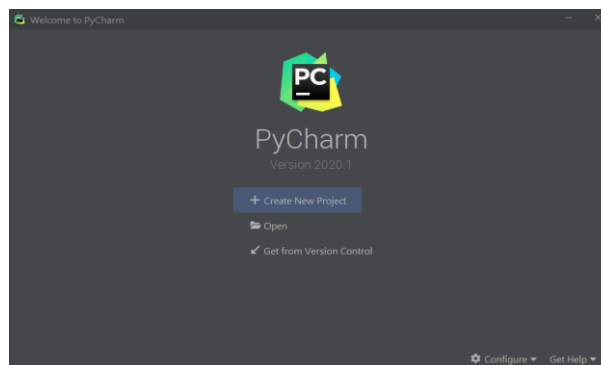 Welcome to PyCharm
PC
PyCharm
Version 2020.1
Create New Project
Open
Get from Version Control
Configure Get Help